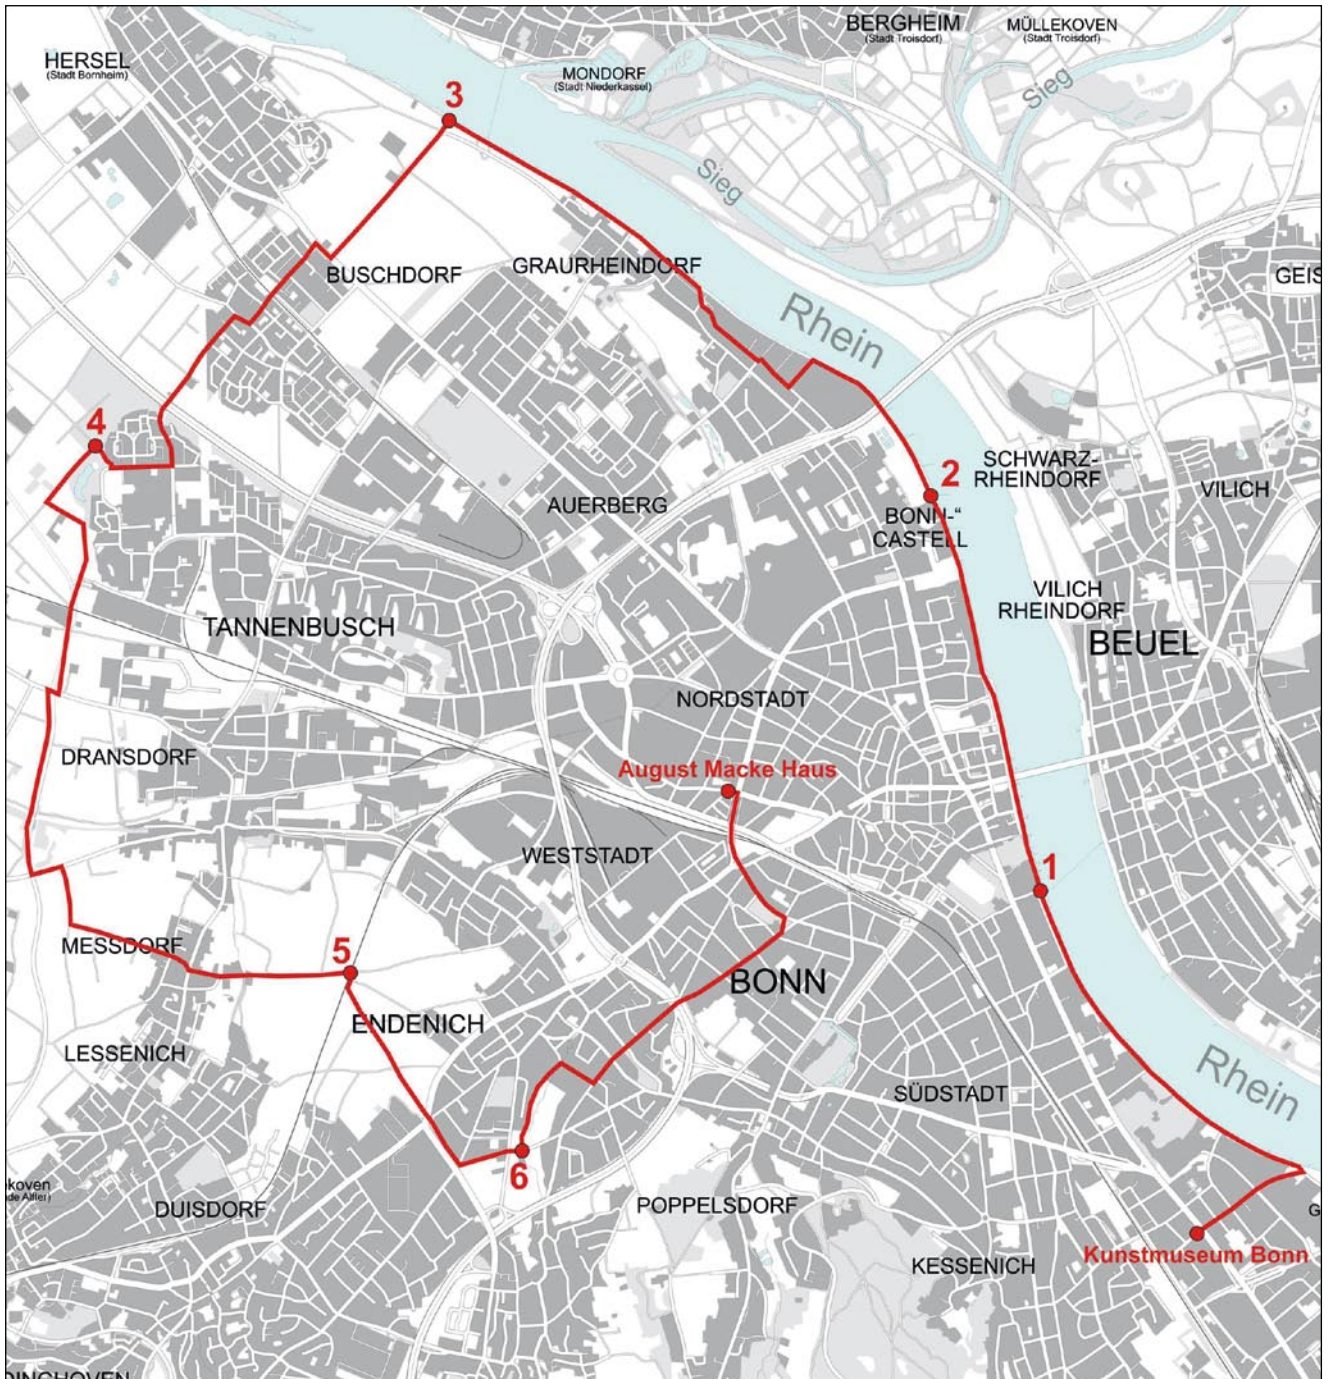 BERGHEIM
(Stadt Troisdorf)
MÜLLEKOVEN
(Stadt Troisdorf)
HERSEL
(Stadt Bornheim)
MONDORF
(Stadt Niederkassel)
Sieg
3
Sieg
BUSCHDORF
GRAURHEINDORF
GEIS
Rhein
4
2
SCHWARZ-
RHEINDORF
VILICH
AUERBERG
BONN-“
CASTELL
VILICH
RHEINDORF
TANNENBUSCH
BEUEL
NORDSTADT
DRANSDORF
August Macke Haus
WESTSTADT
1
MESSDORF
5
BONN
ENDENICH
LESSENICH
Rhein
SÜDSTADT
6
DUISDORF
POPPELSDORF
G
Kunstmuseum Bonn
KESSENICH